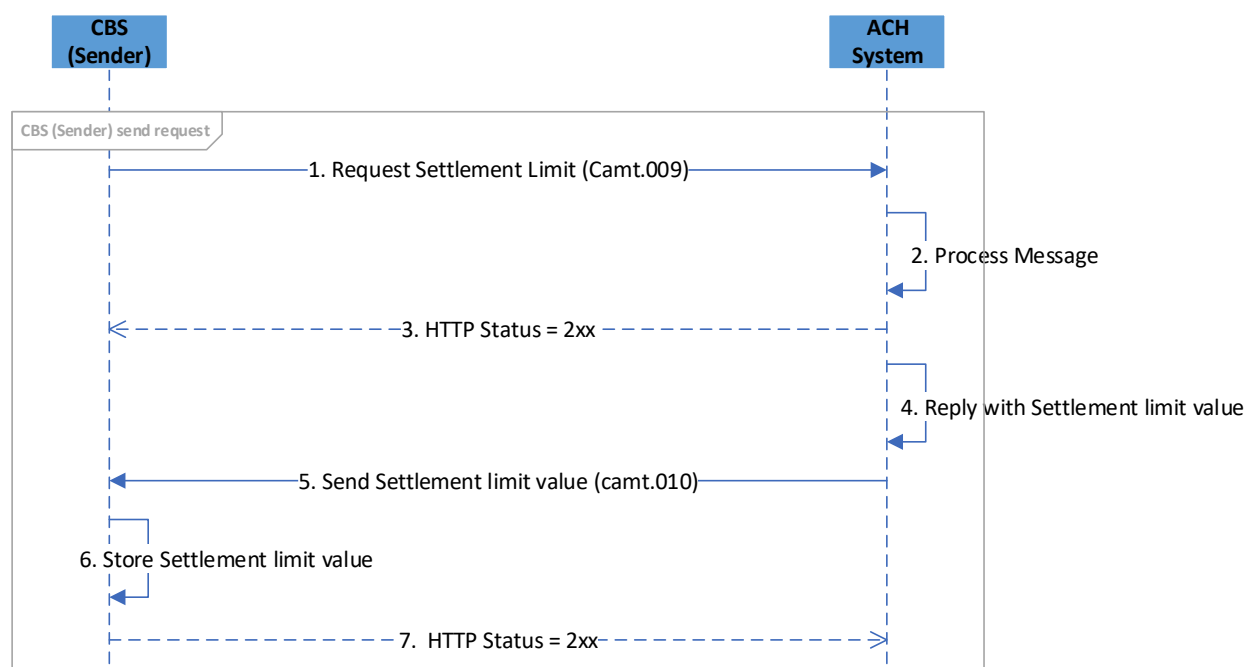 CBS
(Sender)
ACH
System
CBS (Sender) send request
1. Request Settlement Limit (Camt.009)
2. Process Message
3. HTTP Status = 2xx
4. Reply with Settlement limit value
5. Send Settlement limit value (camt.010)
6. Store Settlement limit value
7. HTTP Status = 2xx